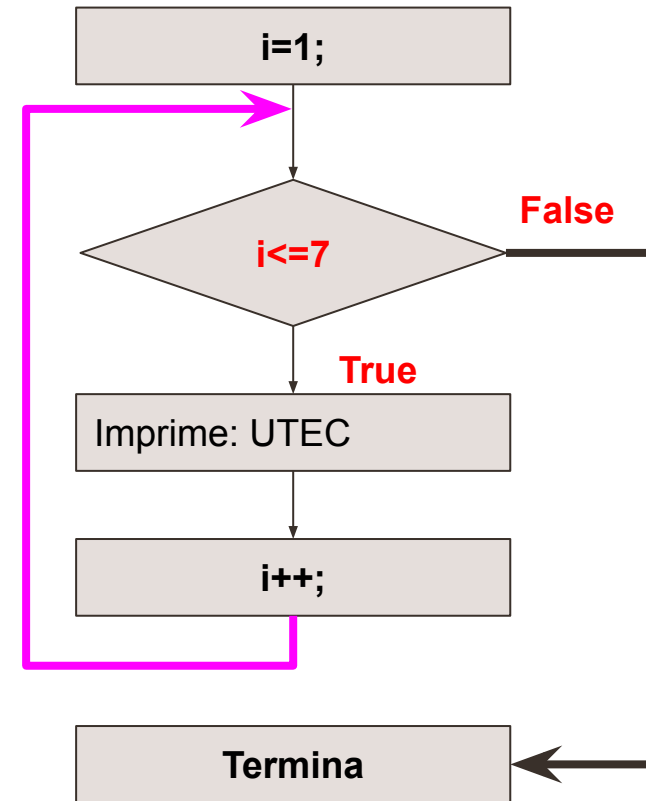 i=1;
i<=7
False
True
Imprime: UTEC
i++;
Termina